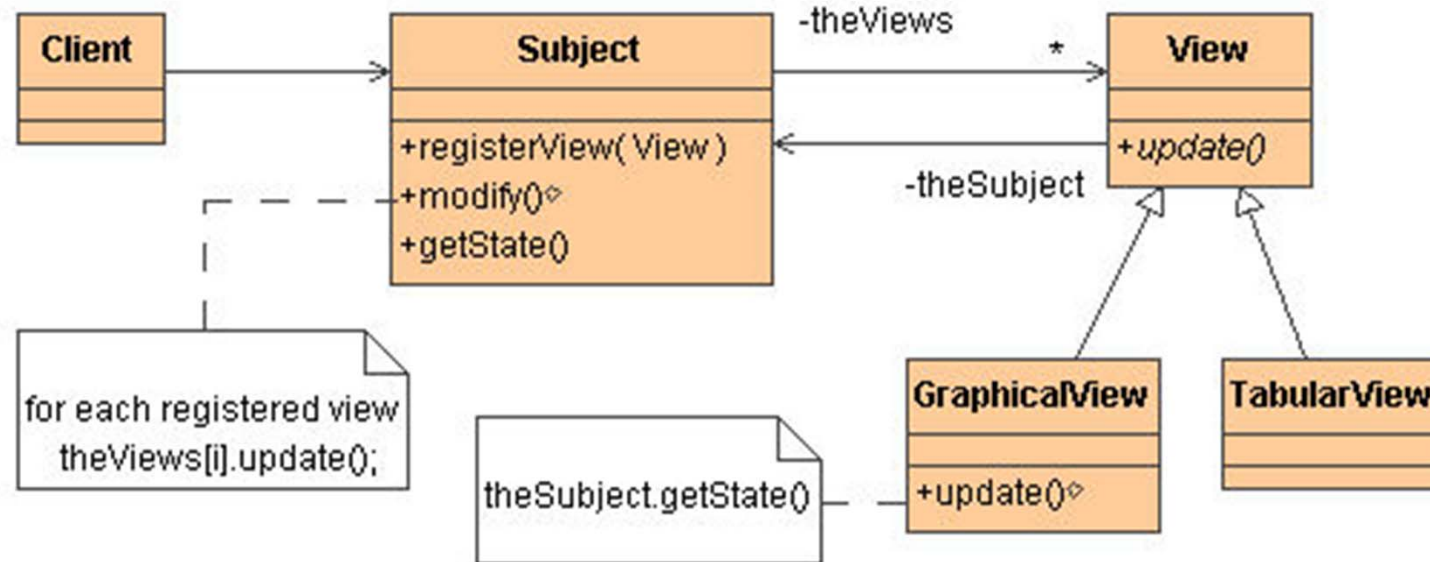 Client
Subject
-theViews
*
View
+registerView( View )
+modify()
+getState()
+update()
-theSubject
for each registered view
theViews[i].update();
theSubject.getState()
GraphicalView
+update()
TabularView